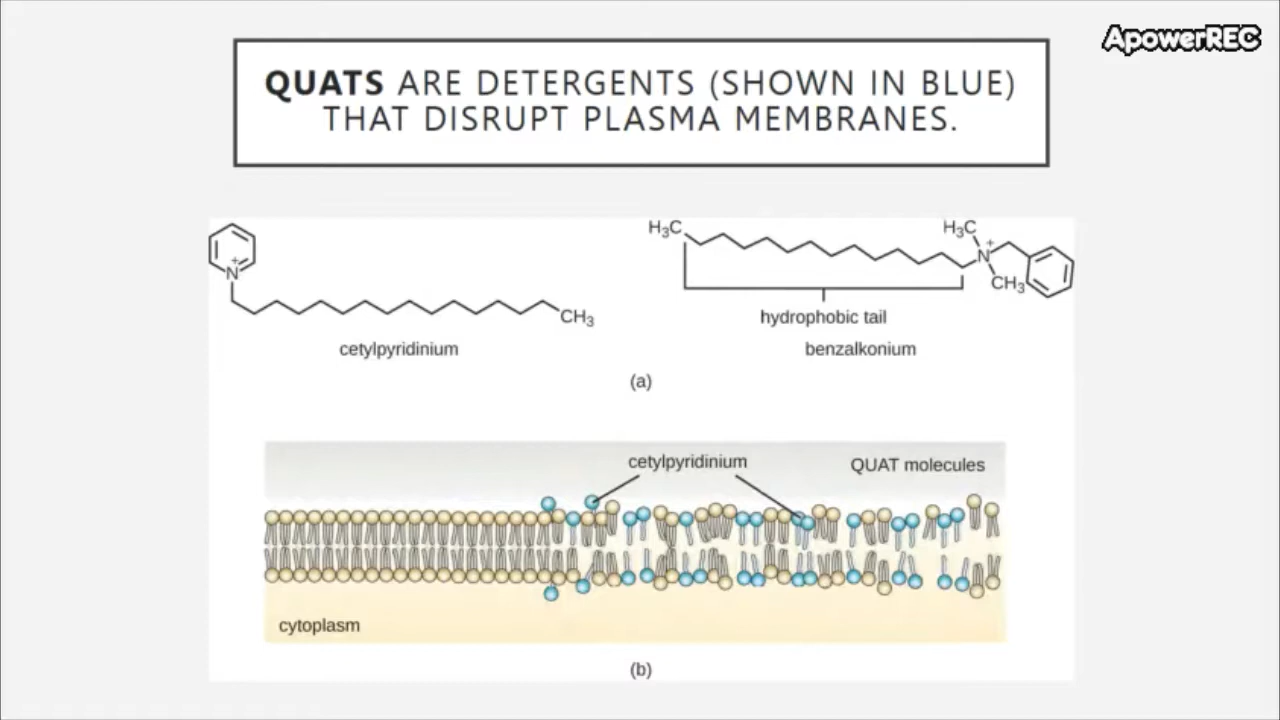 ApowerREC
QUATS ARE DETERGENTS (SHOWN IN BLUE)
THAT DISRUPT PLASMA MEMBRANES.
N+
CH3
cetylpyridinium
H3C
H3C
N+
CH3
hydrophobic tail
benzalkonium
(a)
cetylpyridinium
QUAT molecules
cytoplasm
(b)